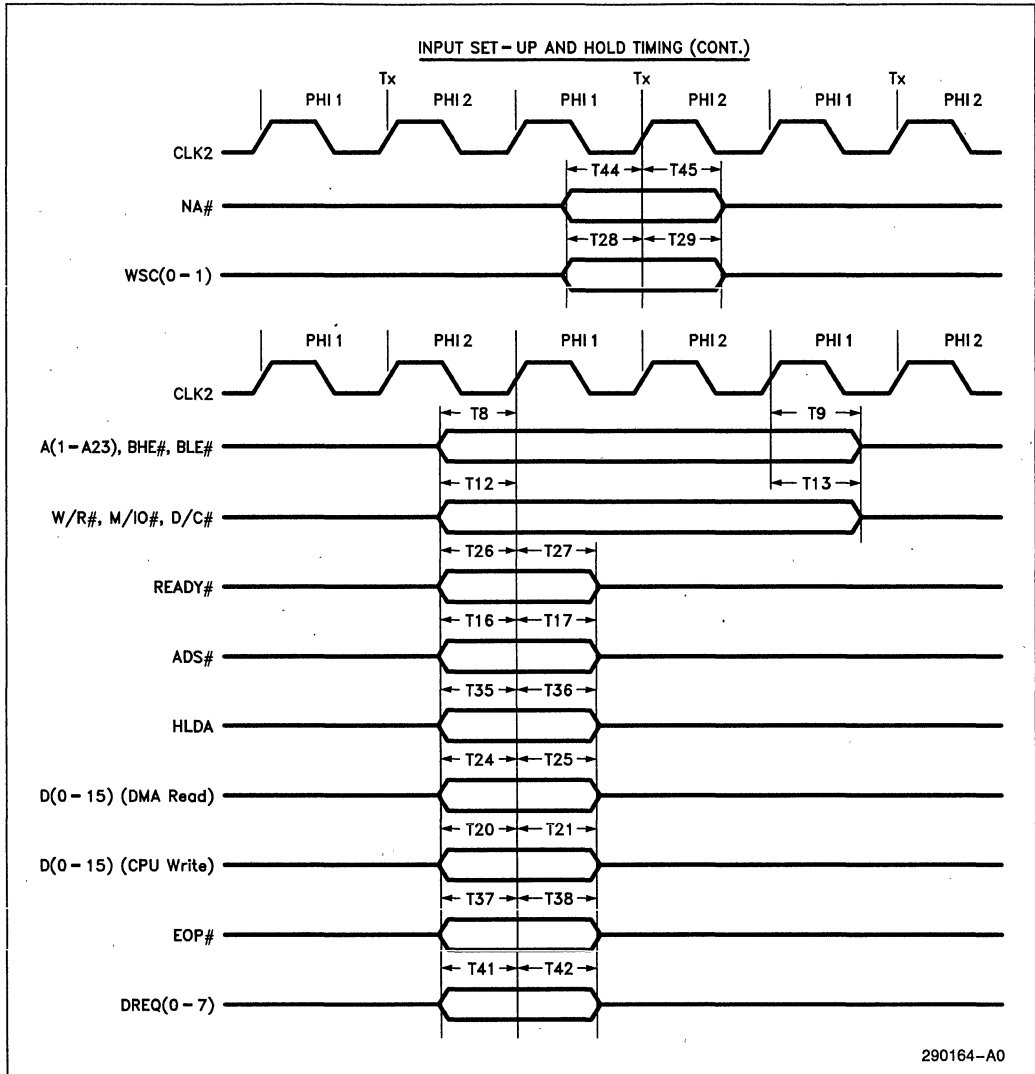 INPUT SET-UP AND HOLD TIMING (CONT.)
Tx Tx Tx
PHI 1 PHI 2 PHI 1 PHI 2 PHI 1 PHI 2
CLK2
T44 T45
NA#
T28 T29
WSC(0-1)
PHI 1 PHI 2 PHI 1 PHI 2 PHI 1 PHI 2
CLK2
T8 T9
A(1-A23), BHE#, BLE#
T12 T13
W/R#, M/IO#, D/C#
T26 T27
READY#
T16 T17
ADS#
T35 T36
HLDA
T24 T25
D(0-15) (DMA Read)
T20 T21
D(0-15) (CPU Write)
T37 T38
EOP#
T41 T42
DREQ(0-7)
290164-A0